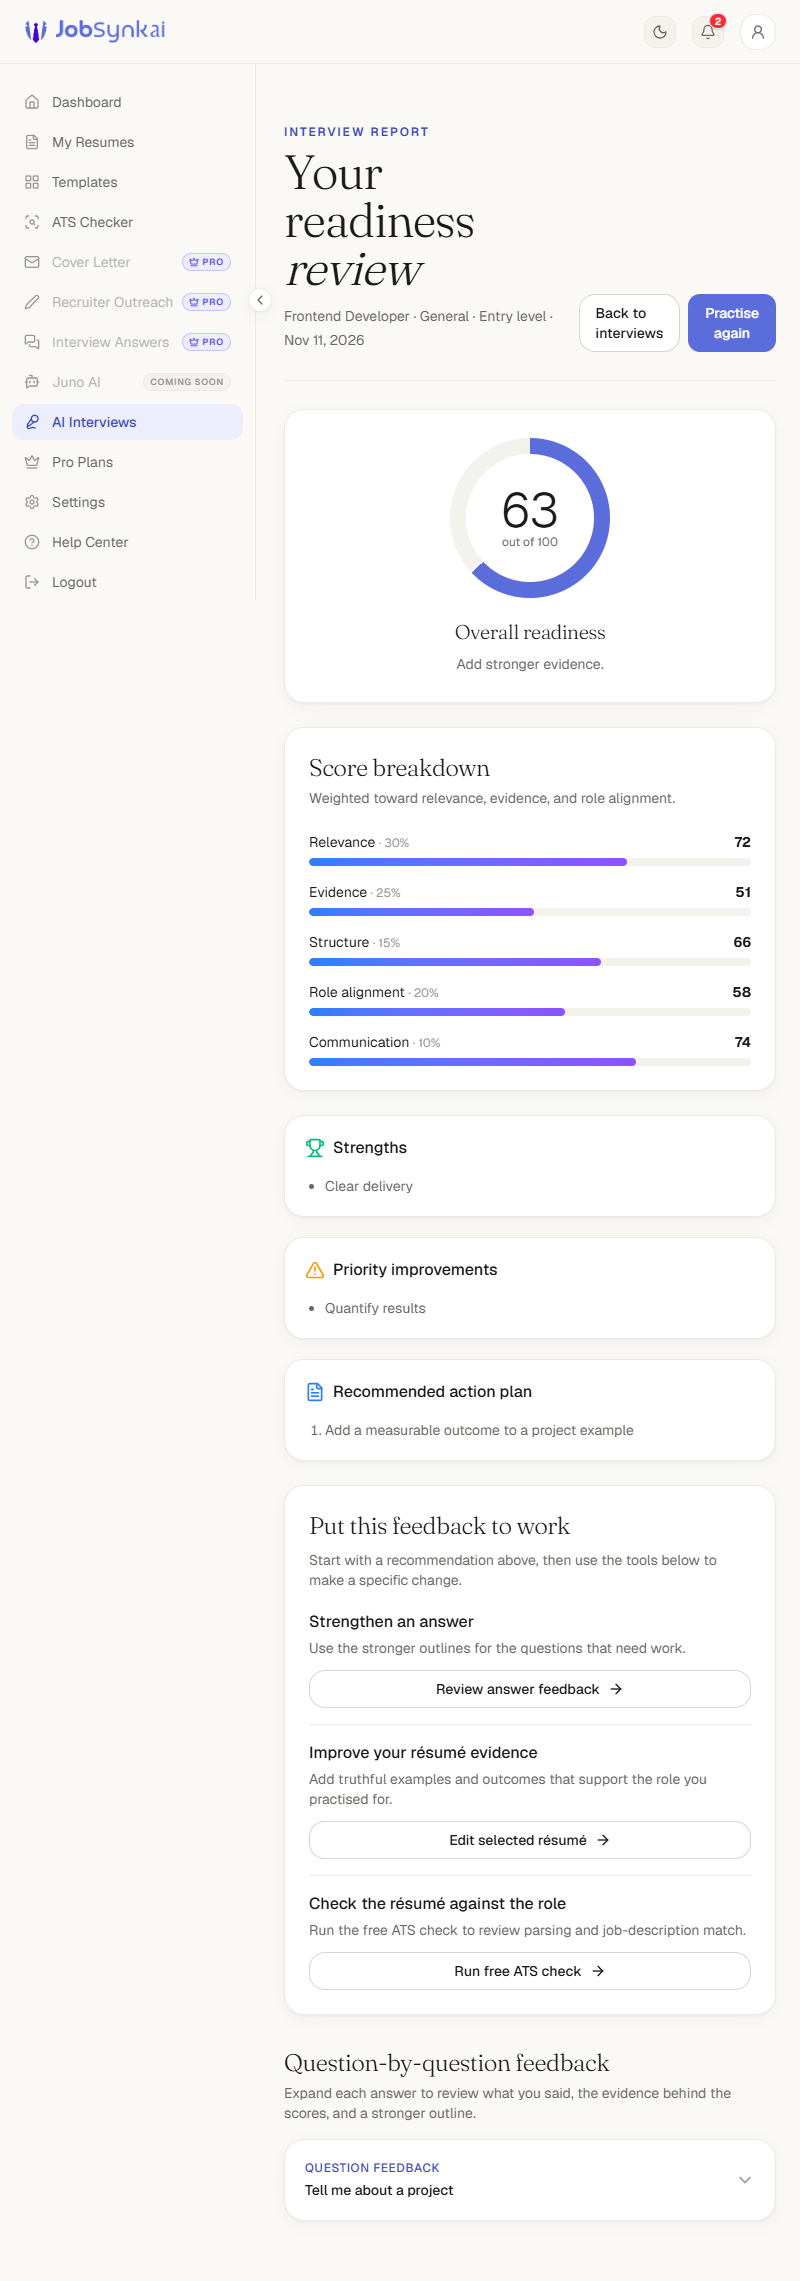 JobSynkai
2
Dashboard
My Resumes
Templates
ATS Checker
Cover Letter PRO
Recruiter Outreach PRO
Interview Answers PRO
Juno AI COMING SOON
AI Interviews
Pro Plans
Settings
Help Center
Logout
INTERVIEW REPORT
Your
readiness
review
Frontend Developer · General · Entry level ·
Nov 11, 2026
Back to
interviews
Practise
again
63
out of 100
Overall readiness
Add stronger evidence.
Score breakdown
Weighted toward relevance, evidence, and role alignment.
Relevance · 30% 72
Evidence · 25% 51
Structure · 15% 66
Role alignment · 20% 58
Communication · 10% 74
Strengths
• Clear delivery
Priority improvements
• Quantify results
Recommended action plan
1. Add a measurable outcome to a project example
Put this feedback to work
Start with a recommendation above, then use the tools below to
make a specific change.
Strengthen an answer
Use the stronger outlines for the questions that need work.
Review answer feedback →
Improve your résumé evidence
Add truthful examples and outcomes that support the role you
practised for.
Edit selected résumé →
Check the résumé against the role
Run the free ATS check to review parsing and job-description match.
Run free ATS check →
Question-by-question feedback
Expand each answer to review what you said, the evidence behind the
scores, and a stronger outline.
QUESTION FEEDBACK
Tell me about a project